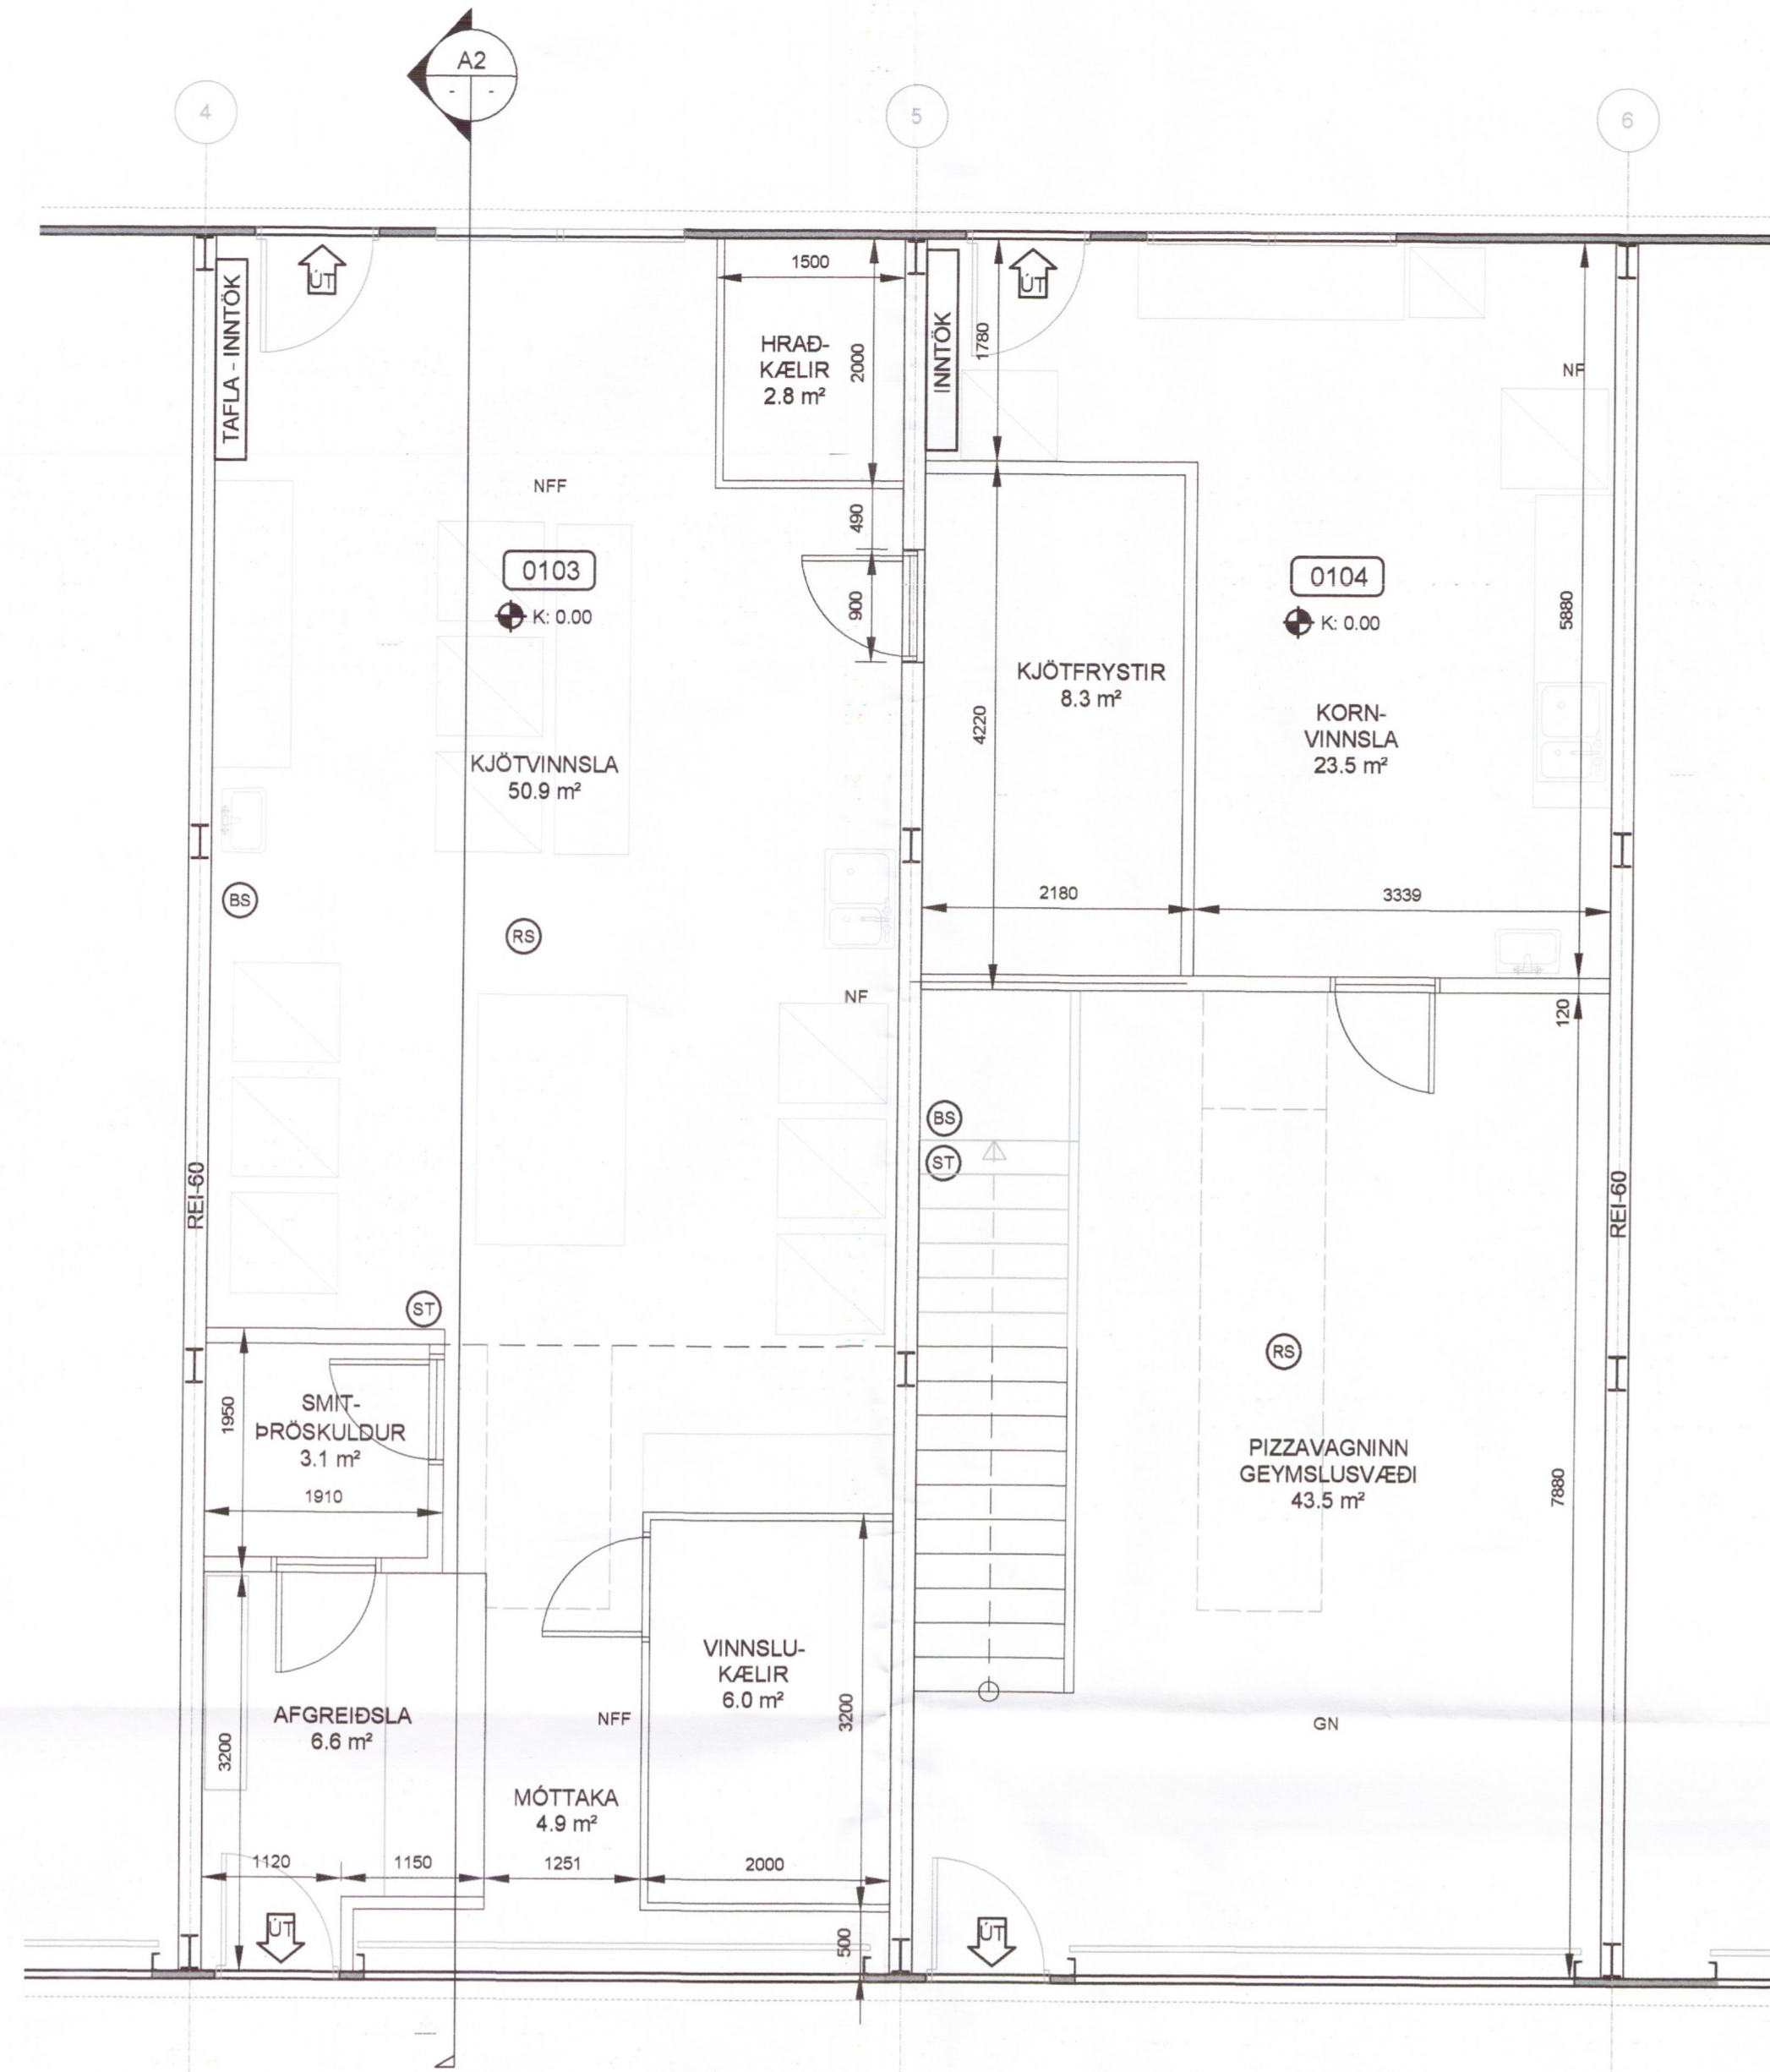 A2
- -
4
5
6
ÚT
TAFLA - INNTÖK
1500
2000
HRAÐ-
KÆLIR
2.8 m²
INNTÖK
ÚT
1780
NF
NFF
490
0103
K: 0.00
900
0104
K: 0.00
5880
KJÖTFRYSTIR
8.3 m²
4220
KORN-
VINNSLA
23.5 m²
KJÖTVINNSLA
50.9 m²
2180
3339
BS
RS
NF
120
BS
ST
REI-60
REI-60
ST
RS
1950
SMIT-
ÞRÖSKULDUR
3.1 m²
1910
PIZZAVAGNINN
GEYMSLUSVÆÐI
43.5 m²
7880
VINNSLU-
KÆLIR
6.0 m²
3200
AFGREIÐSLA
6.6 m²
3200
NFF
GN
MÓTTAKA
4.9 m²
1120
1150
1251
2000
ÚT
500
ÚT